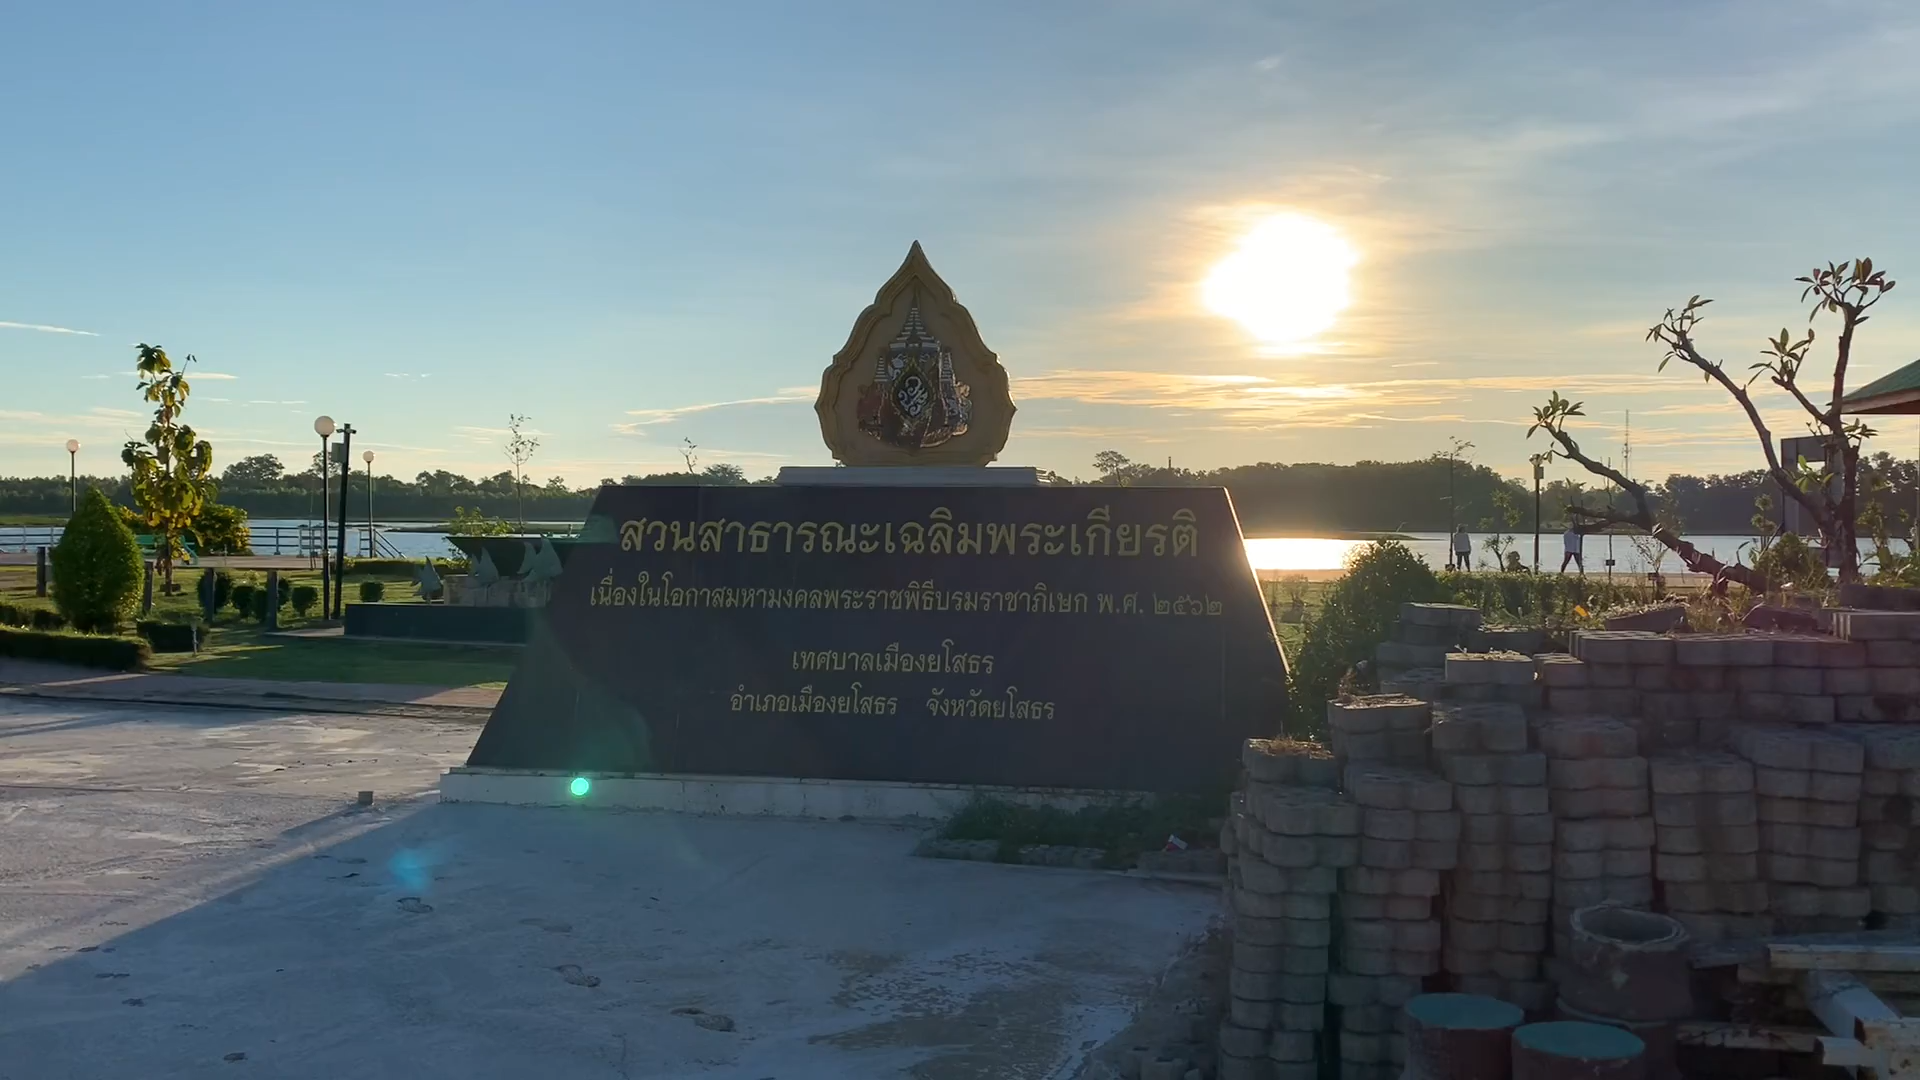 สวนสาธารณะเฉลิมพระเกียรติ
เนื่องในโอกาสมหามงคลพระราชพิธีบรมราชาภิเษก พ.ศ. ๒๕๖๒
เทศบาลเมืองยโสธร
อำเภอเมืองยโสธร จังหวัดยโสธร